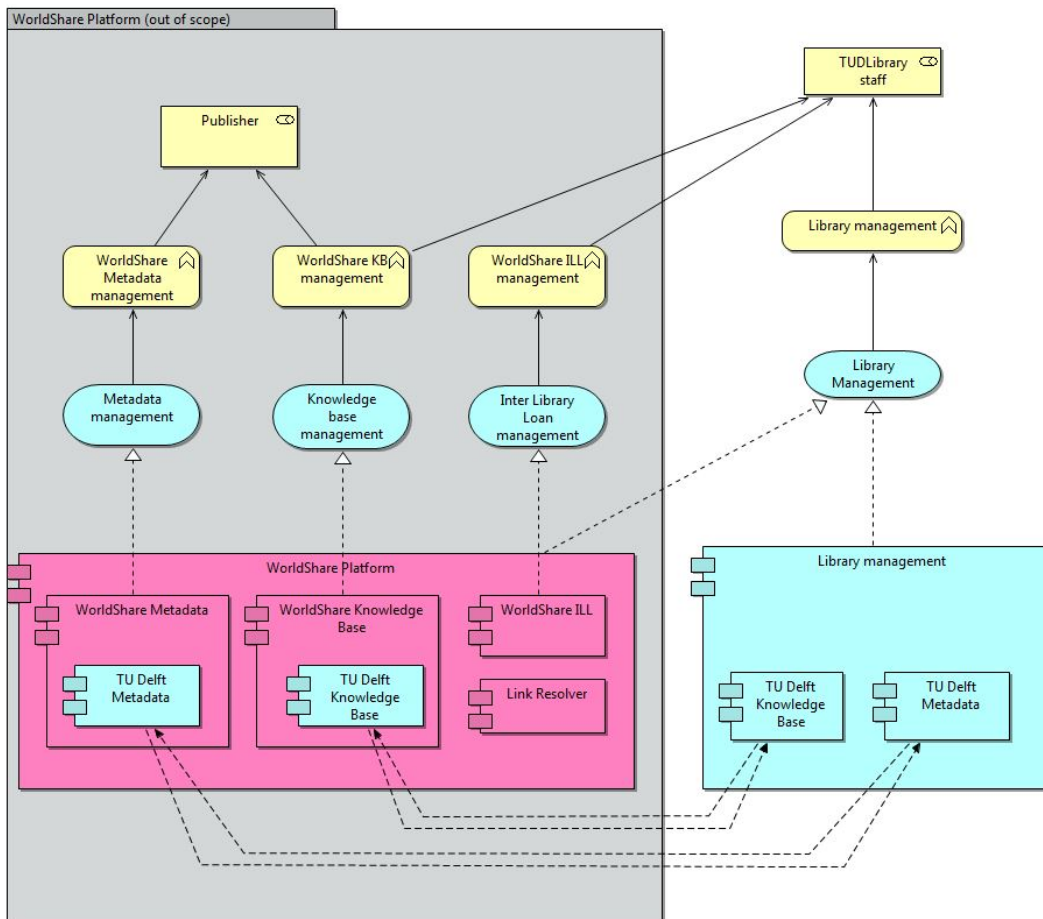 WorldShare Platform (out of scope)
TUDLibrary
staff
Publisher
Library management
WorldShare
Metadata
management
WorldShare KB
management
WorldShare ILL
management
Library
Management
Metadata
management
Knowledge
base
management
Inter Library
Loan
management
WorldShare Platform
Library management
WorldShare Metadata
WorldShare Knowledge
Base
WorldShare ILL
TU Delft
Metadata
TU Delft
Knowledge
Base
Link Resolver
TU Delft
Knowledge
Base
TU Delft
Metadata